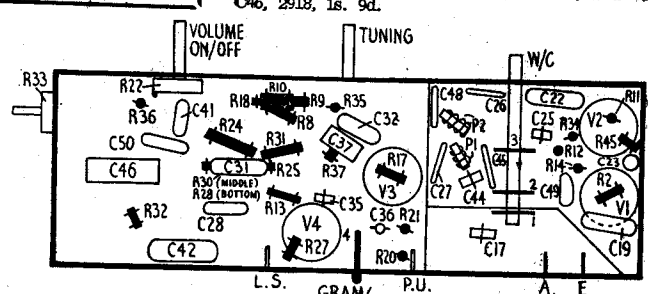 C46, 2918, 1s. 9d.
VOLUME
ON/OFF
TUNING
W/C
R33
R22
R36
C41
R18
R10
R9
R35
R8
C32
C48
C26
C22
R11
V2
C25
R34
R45
C50
R24
R31
C37
P2
P1
3
R12
C23
C46
C31
R25
R37
R17
V3
C27
C44
R14
2
C49
R2
V1
R30 (MIDDLE)
R28 (BOTTOM)
R13
C35
C36
R21
1
R32
C28
V4
4
C17
C19
C42
R27
R20
L.S.
GRAM/
P.U.
A.
E